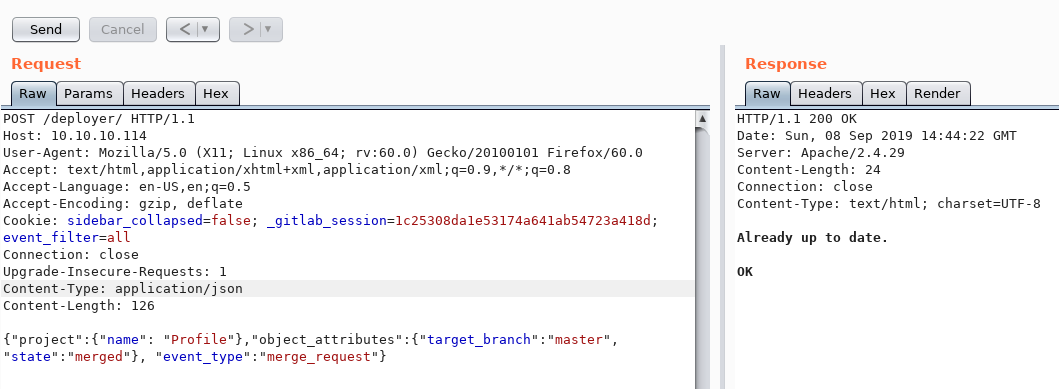 Send Cancel < ▼ > ▼
Request
Raw Params Headers Hex
POST /deployer/ HTTP/1.1
Host: 10.10.10.114
User-Agent: Mozilla/5.0 (X11; Linux x86_64; rv:60.0) Gecko/20100101 Firefox/60.0
Accept: text/html,application/xhtml+xml,application/xml;q=0.9,*/*;q=0.8
Accept-Language: en-US,en;q=0.5
Accept-Encoding: gzip, deflate
Cookie: sidebar_collapsed=false; _gitlab_session=1c25308da1e53174a641ab54723a418d;
event_filter=all
Connection: close
Upgrade-Insecure-Requests: 1
Content-Type: application/json
Content-Length: 126
{"project":{"name": "Profile"},"object_attributes":{"target_branch":"master",
"state":"merged"}, "event_type":"merge_request"}
Response
Raw Headers Hex Render
HTTP/1.1 200 OK
Date: Sun, 08 Sep 2019 14:44:22 GMT
Server: Apache/2.4.29
Content-Length: 24
Connection: close
Content-Type: text/html; charset=UTF-8
Already up to date.
OK